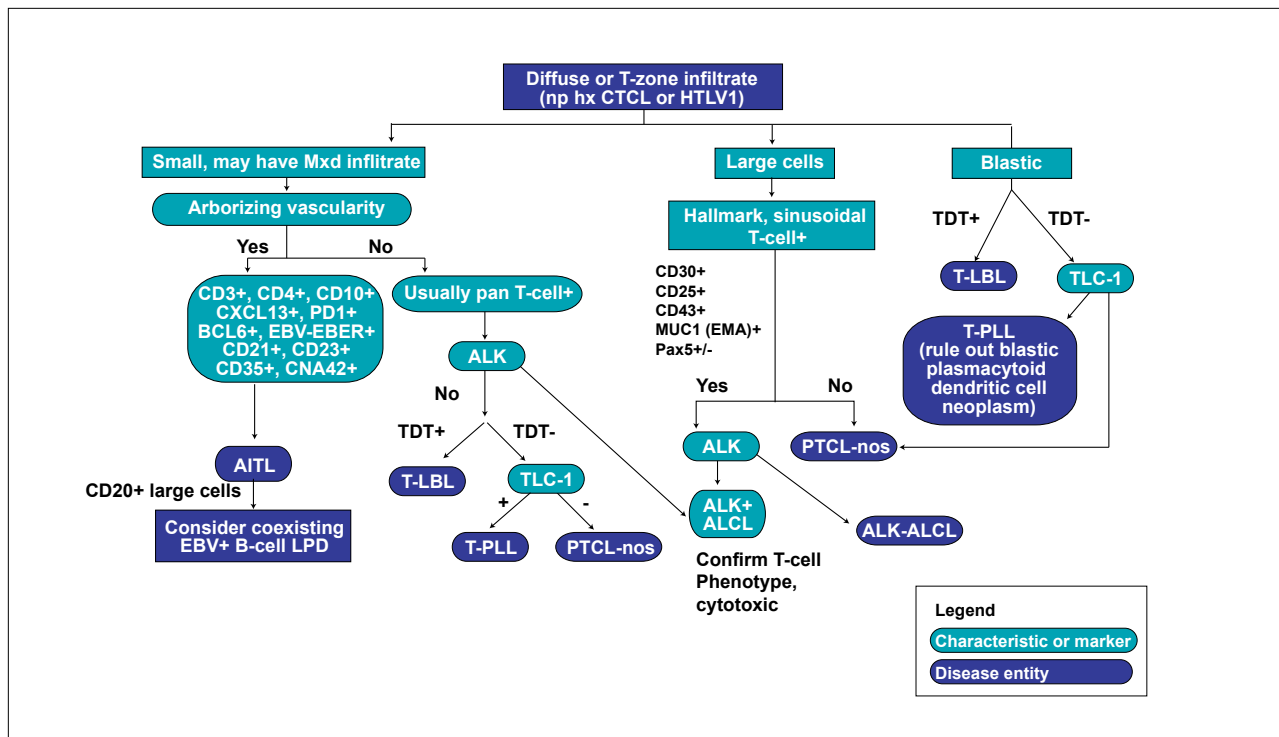 Diffuse or T-zone infiltrate
(np hx CTCL or HTLV1)
Small, may have Mxd inflitrate
Large cells
Blastic
Arborizing vascularity
Hallmark, sinusoidal
T-cell+
TDT+
TDT-
Yes
No
CD30+
CD25+
CD43+
MUC1 (EMA)+
Pax5+/-
T-LBL
TLC-1
CD3+, CD4+, CD10+
CXCL13+, PD1+
BCL6+, EBV-EBER+
CD21+, CD23+
CD35+, CNA42+
Usually pan T-cell+
T-PLL
(rule out blastic
plasmacytoid
dendritic cell
neoplasm)
ALK
No
Yes
No
TDT+
TDT-
ALK
PTCL-nos
AITL
T-LBL
TLC-1
CD20+ large cells
+
-
ALK+
ALCL
ALK-ALCL
Consider coexisting
EBV+ B-cell LPD
T-PLL
PTCL-nos
Confirm T-cell
Phenotype,
cytotoxic
Legend
Characteristic or marker
Disease entity